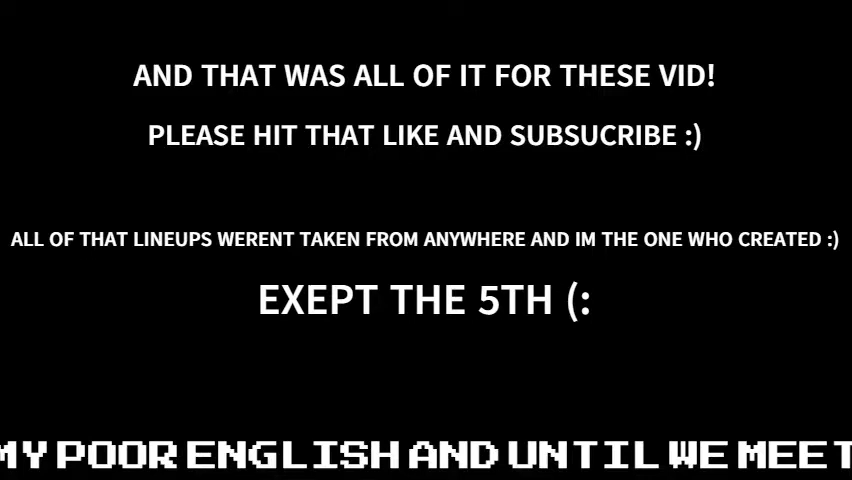 AND THAT WAS ALL OF IT FOR THESE VID!
PLEASE HIT THAT LIKE AND SUBSUCRIBE :)
ALL OF THAT LINEUPS WERENT TAKEN FROM ANYWHERE AND IM THE ONE WHO CREATED :)
EXEPT THE 5TH (:
MY POOR ENGLISH AND UNTIL WE MEET